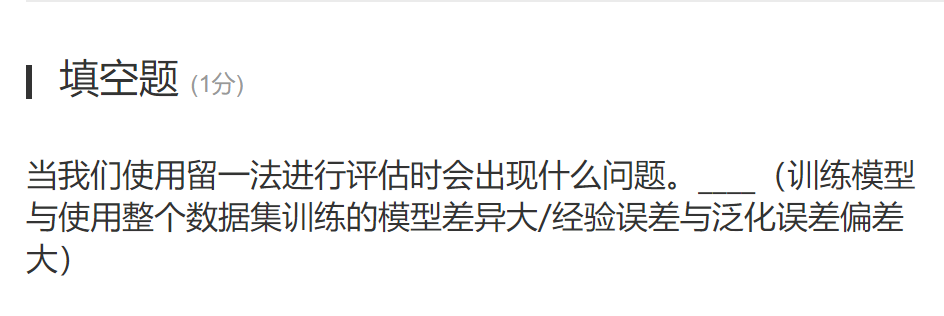 填空题 (1分)
当我们使用留一法进行评估时会出现什么问题。____（训练模型
与使用整个数据集训练的模型差异大/经验误差与泛化误差偏差
大）